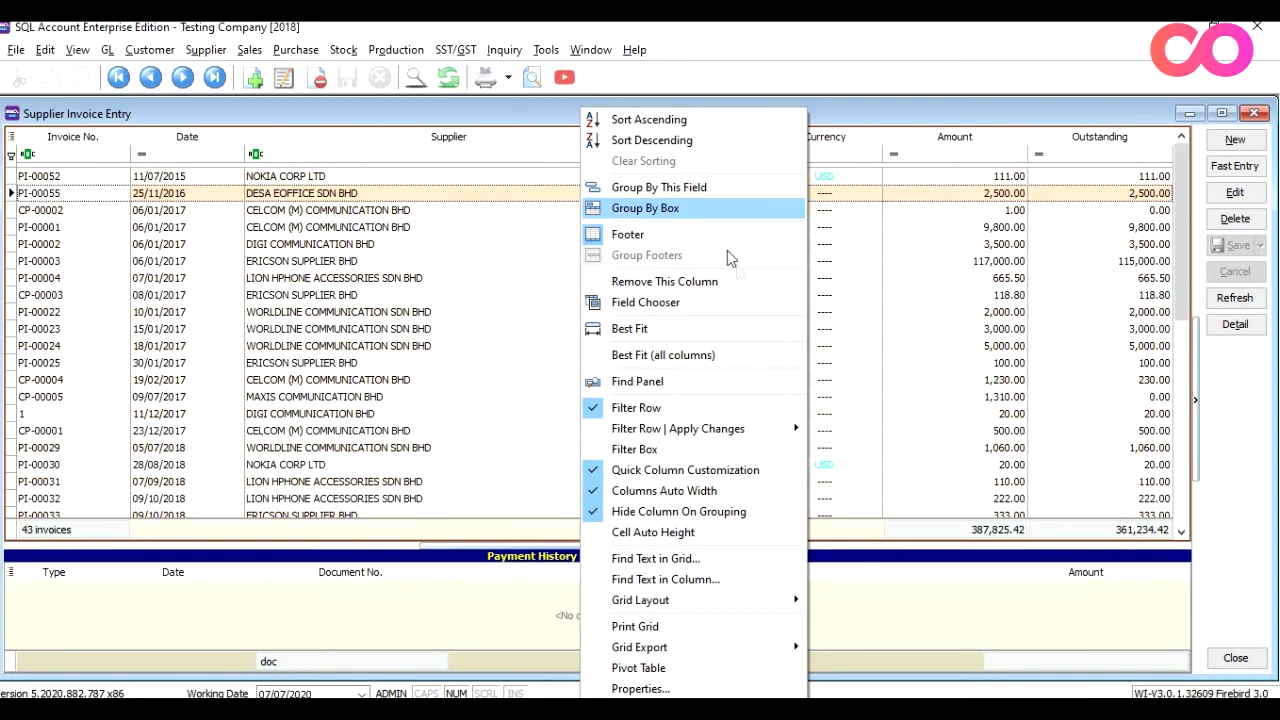 SQL Account Enterprise Edition - Testing Company [2018]
File Edit View GL Customer Supplier Sales Purchase Stock Production SST/GST Inquiry Tools Window Help
Supplier Invoice Entry
Invoice No. Date Supplier Currency Amount Outstanding
PI-00052 11/07/2015 NOKIA CORP LTD USD 111.00 111.00
PI-00055 25/11/2016 DESA EOFFICE SDN BHD ---- 2,500.00 2,500.00
CP-00002 06/01/2017 CELCOM (M) COMMUNICATION BHD ---- 1.00 0.00
PI-00001 06/01/2017 CELCOM (M) COMMUNICATION BHD ---- 9,800.00 9,800.00
PI-00002 06/01/2017 DIGI COMMUNICATION BHD ---- 3,500.00 3,500.00
PI-00003 06/01/2017 ERICSON SUPPLIER BHD ---- 117,000.00 115,000.00
PI-00004 07/01/2017 LION HPHONE ACCESSORIES SDN BHD ---- 665.50 665.50
CP-00003 08/01/2017 ERICSON SUPPLIER BHD ---- 118.80 118.80
PI-00022 10/01/2017 WORLDLINE COMMUNICATION SDN BHD ---- 2,000.00 2,000.00
PI-00023 15/01/2017 WORLDLINE COMMUNICATION SDN BHD ---- 3,000.00 3,000.00
PI-00024 18/01/2017 WORLDLINE COMMUNICATION SDN BHD ---- 5,000.00 5,000.00
PI-00025 30/01/2017 ERICSON SUPPLIER BHD ---- 100.00 100.00
CP-00004 19/02/2017 CELCOM (M) COMMUNICATION BHD ---- 1,230.00 230.00
CP-00005 09/07/2017 MAXIS COMMUNICATION BHD ---- 1,310.00 0.00
1 11/12/2017 DIGI COMMUNICATION BHD ---- 20.00 20.00
CP-00001 23/12/2017 CELCOM (M) COMMUNICATION BHD ---- 500.00 500.00
PI-00029 05/07/2018 WORLDLINE COMMUNICATION SDN BHD ---- 1,060.00 1,060.00
PI-00030 28/08/2018 NOKIA CORP LTD USD 20.00 20.00
PI-00031 07/09/2018 LION HPHONE ACCESSORIES SDN BHD ---- 110.00 110.00
PI-00032 09/10/2018 LION HPHONE ACCESSORIES SDN BHD ---- 222.00 222.00
PI-00033 09/10/2018 ERICSON SUPPLIER BHD ---- 333.00 333.00
43 invoices 387,825.42 361,234.42
Sort Ascending
Sort Descending
Clear Sorting
Group By This Field
Group By Box
Footer
Group Footers
Remove This Column
Field Chooser
Best Fit
Best Fit (all columns)
Find Panel
Filter Row
Filter Row | Apply Changes
Filter Box
Quick Column Customization
Columns Auto Width
Hide Column On Grouping
Cell Auto Height
Find Text in Grid...
Find Text in Column...
Grid Layout
Print Grid
Grid Export
Pivot Table
Properties...
New
Fast Entry
Edit
Delete
Save
Cancel
Refresh
Detail
Close
Payment History
Type Date Document No. Amount
doc
ersion 5.2020.882.787 x86 Working Date 07/07/2020 ADMIN CAPS NUM SCRL INS WI-V3.0.1.32609 Firebird 3.0